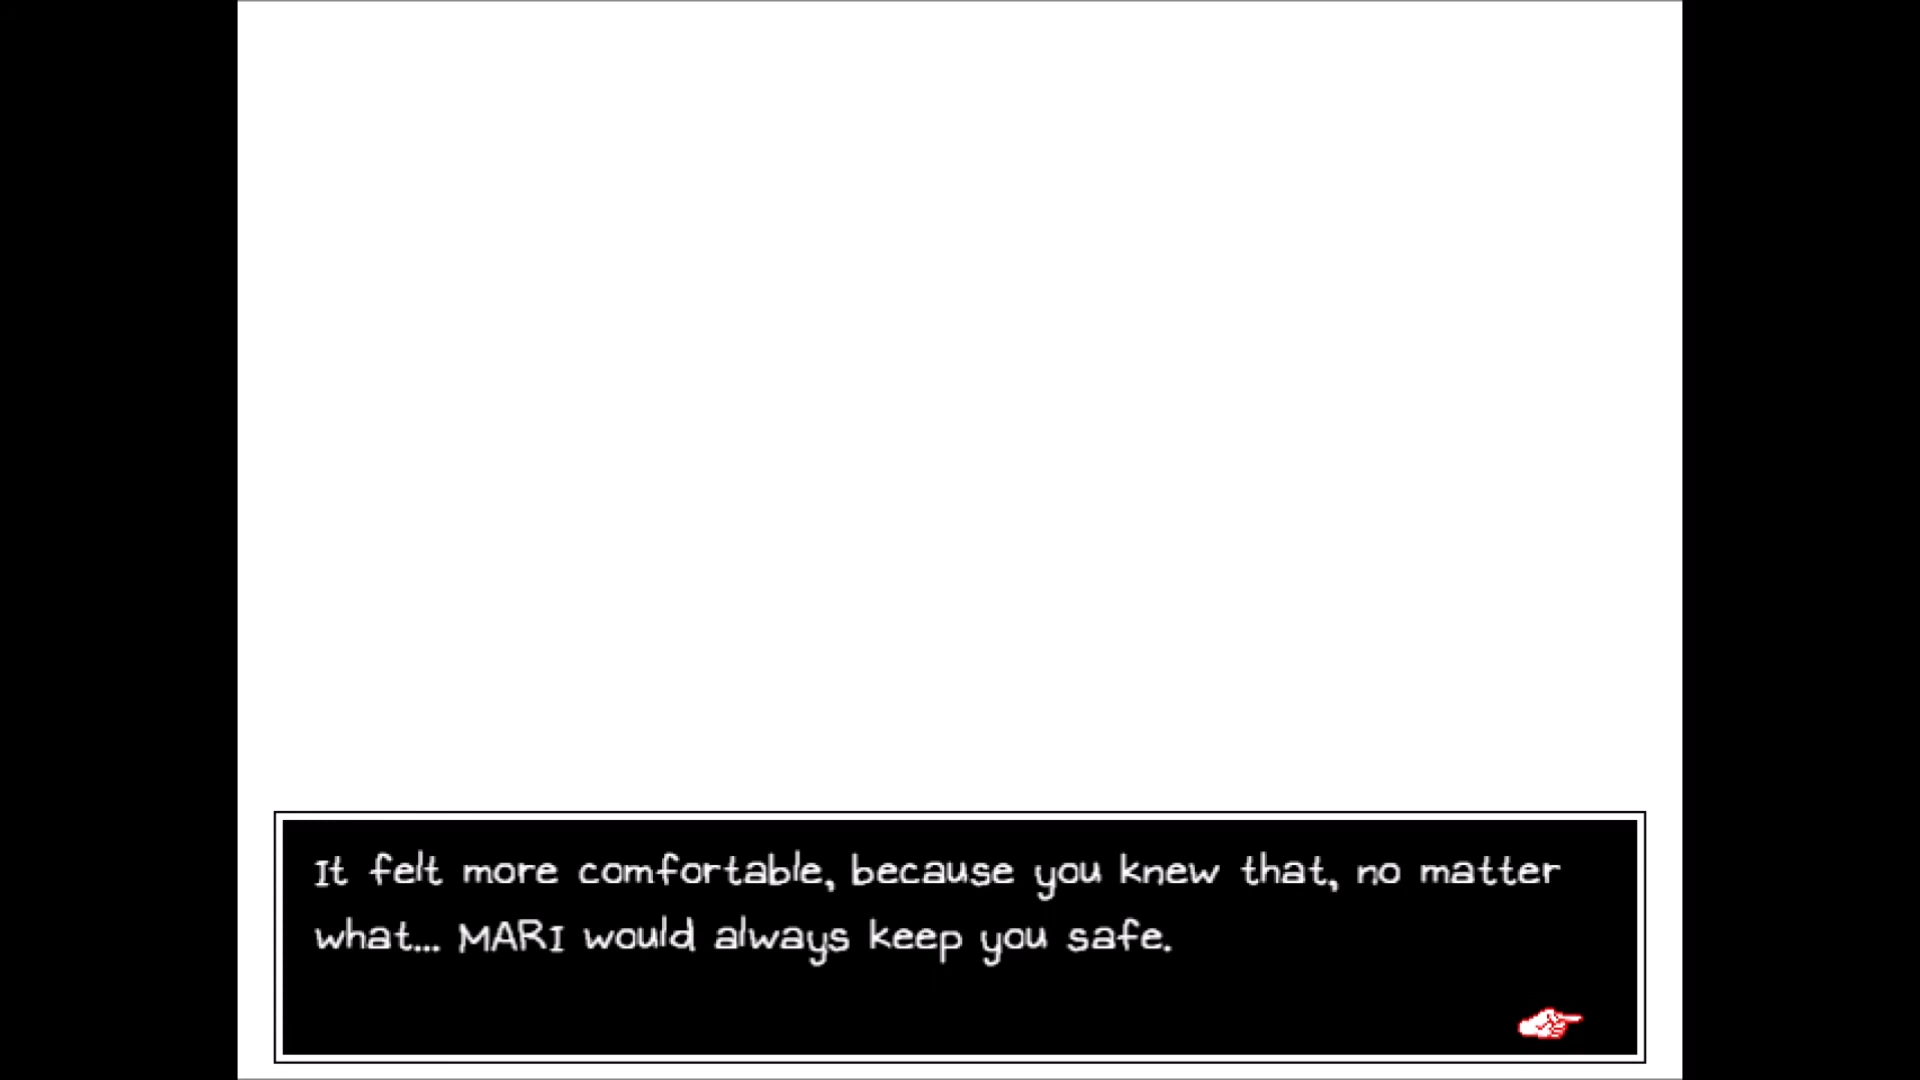 It felt more comfortable, because you knew that, no matter
what... MARI would always keep you safe.